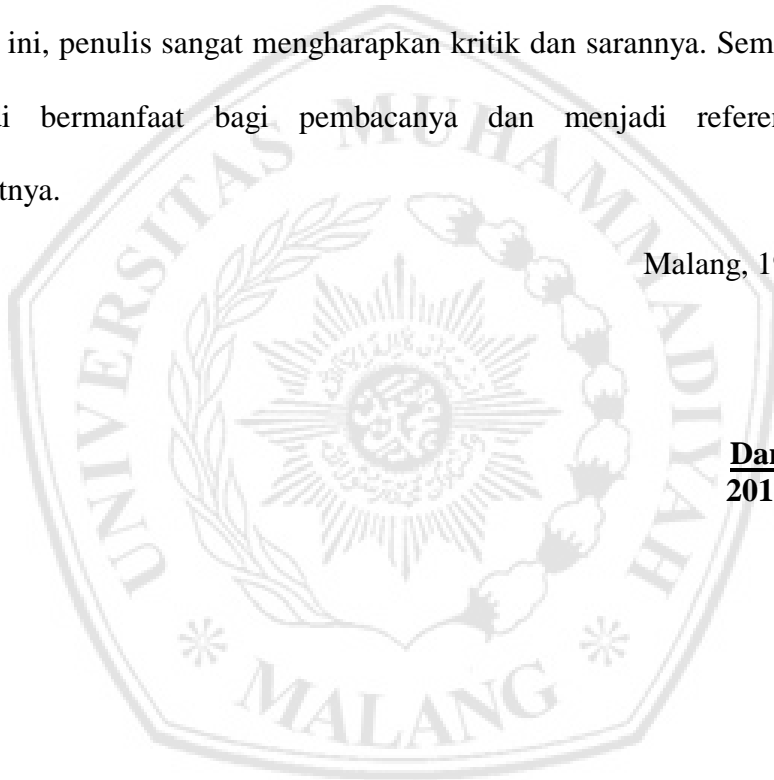 ini, penulis sangat mengharapkan kritik dan sarannya. Sem
i bermanfaat bagi pembacanya dan menjadi refere
tnya.
Malang, 1
Dar
201
UNIVERSITAS MUHAMMADIYAH
MALANG